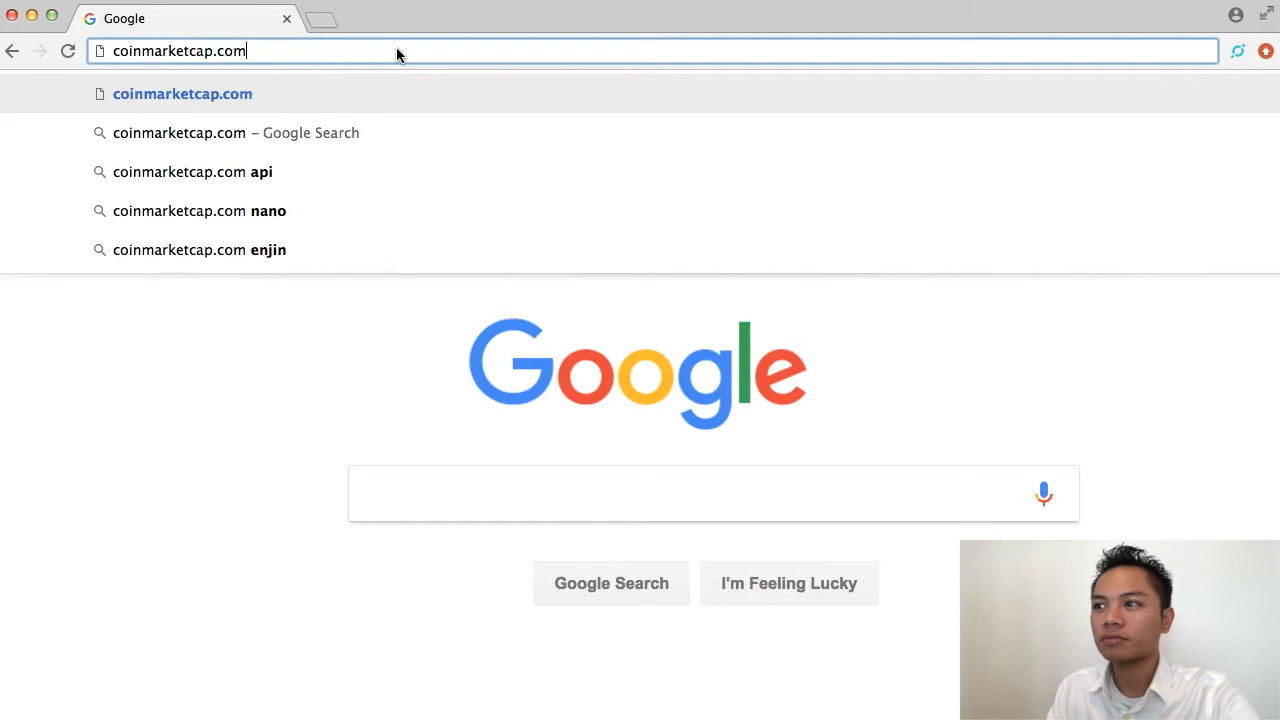 Google
coinmarketcap.com
coinmarketcap.com
coinmarketcap.com – Google Search
coinmarketcap.com api
coinmarketcap.com nano
coinmarketcap.com enjin
Google
Google Search
I'm Feeling Lucky